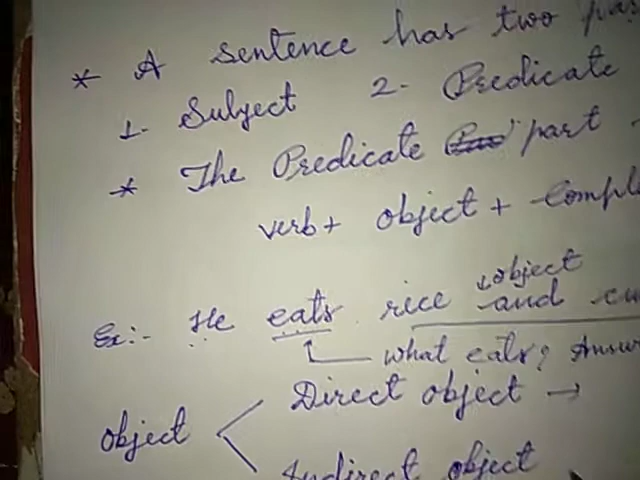 * A sentence has two
1- Subject 2- Predicate
* The Predicate part
verb + object +
object
Ex:- He eats rice and
what eats?
Direct object →
object
Indirect object